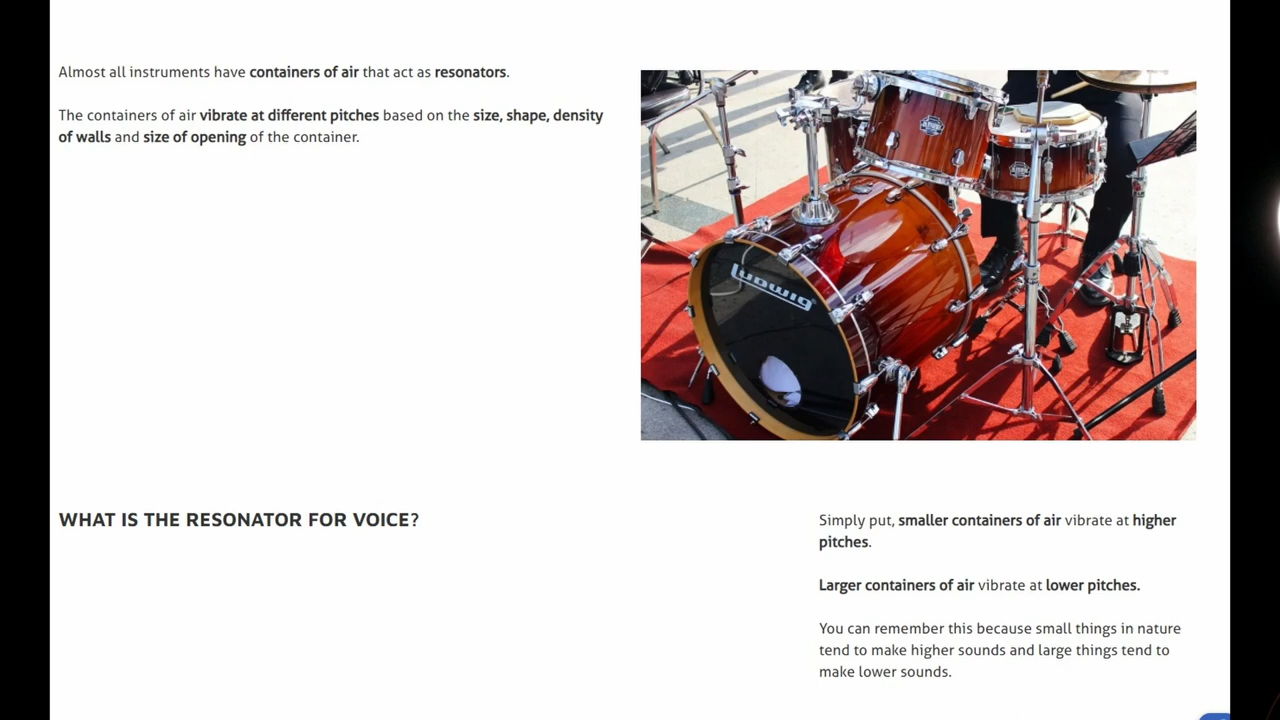 Almost all instruments have containers of air that act as resonators.
The containers of air vibrate at different pitches based on the size, shape, density
of walls and size of opening of the container.
Ludwig
WHAT IS THE RESONATOR FOR VOICE?
Simply put, smaller containers of air vibrate at higher
pitches.
Larger containers of air vibrate at lower pitches.
You can remember this because small things in nature
tend to make higher sounds and large things tend to
make lower sounds.